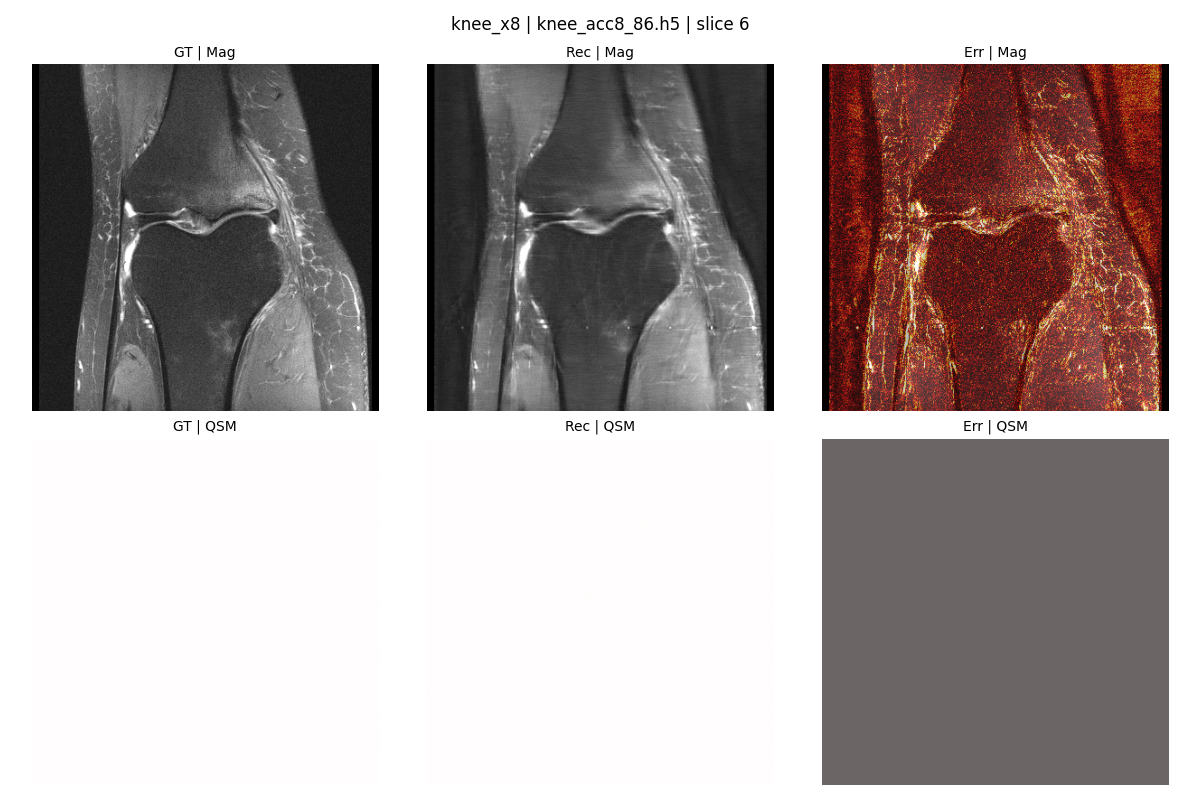 knee_x8 | knee_acc8_86.h5 | slice 6
GT | Mag
Rec | Mag
Err | Mag
GT | QSM
Rec | QSM
Err | QSM